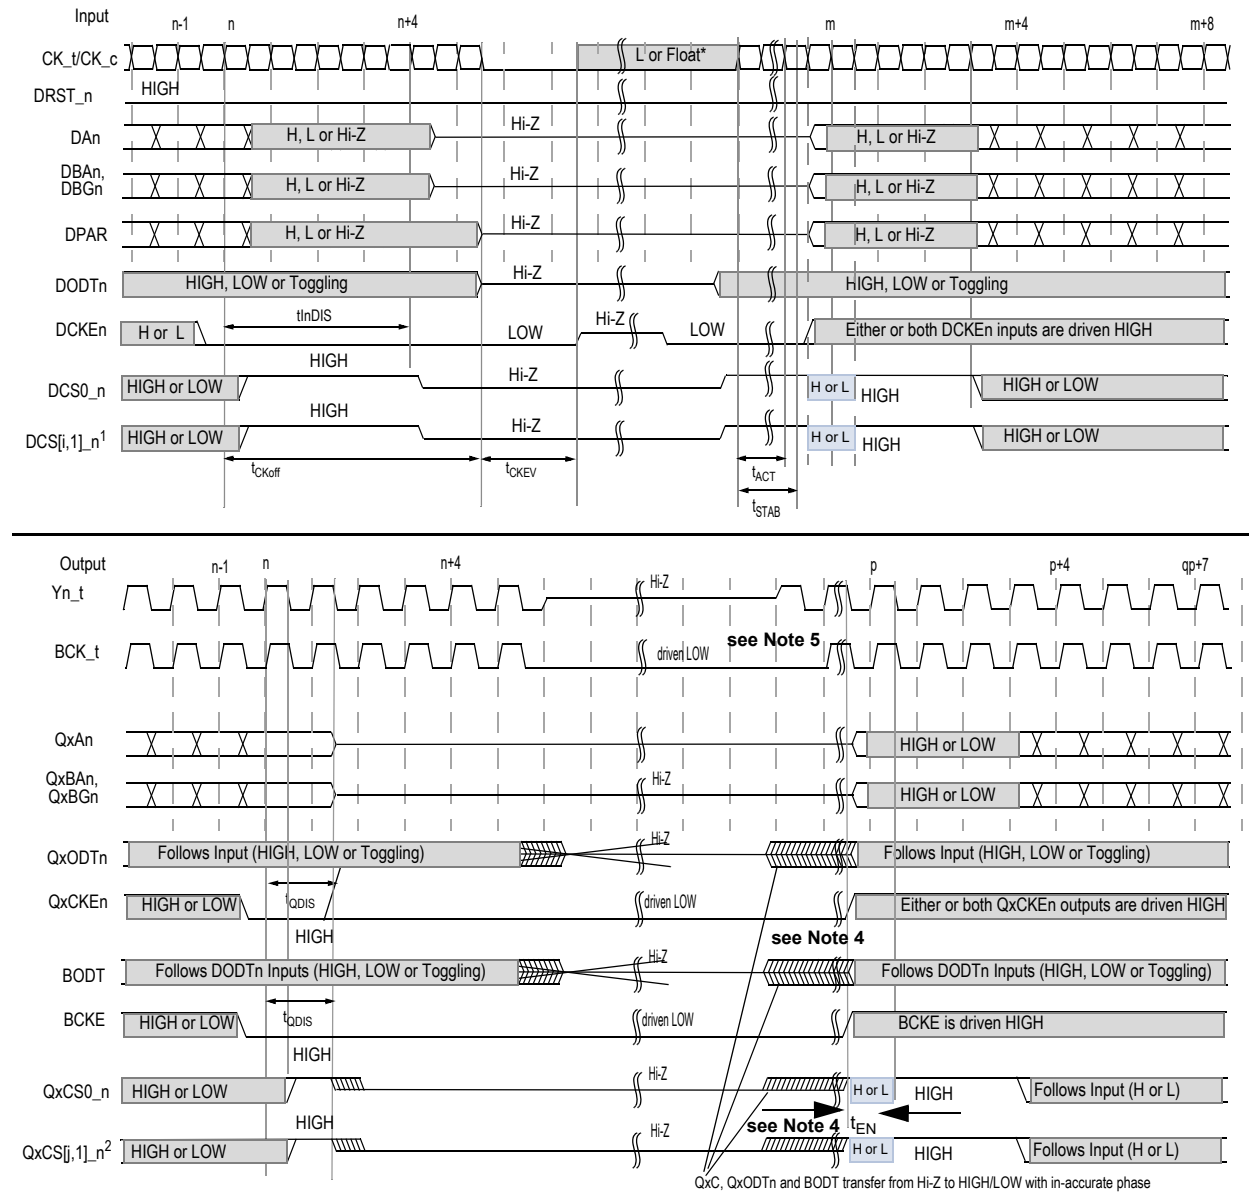 Input
n-1 n n+4 m m+4 m+8
CK_t/CK_c L or Float*
DRST_n HIGH
DAn H, L or Hi-Z Hi-Z H, L or Hi-Z
DBAn,
DBGn H, L or Hi-Z Hi-Z H, L or Hi-Z
DPAR H, L or Hi-Z Hi-Z H, L or Hi-Z
DODTn HIGH, LOW or Toggling Hi-Z HIGH, LOW or Toggling
tInDIS
DCKEn H or L LOW Hi-Z LOW Either or both DCKEn inputs are driven HIGH
HIGH
DCS0_n HIGH or LOW Hi-Z H or L HIGH HIGH or LOW
HIGH
DCS[i,1]_n1 HIGH or LOW Hi-Z H or L HIGH HIGH or LOW
tCKoff tCKEV tACT
tSTAB
Output
n-1 n n+4 p p+4 qp+7
Yn_t Hi-Z
BCK_t driven LOW see Note 5
QxAn HIGH or LOW
QxBAn,
QxBGn Hi-Z HIGH or LOW
Hi-Z
QxODTn Follows Input (HIGH, LOW or Toggling) Follows Input (HIGH, LOW or Toggling)
QxCKEn HIGH or LOW tQDIS driven LOW Either or both QxCKEn outputs are driven HIGH
HIGH see Note 4
Hi-Z
BODT Follows DODTn Inputs (HIGH, LOW or Toggling) Follows DODTn Inputs (HIGH, LOW or Toggling)
BCKE HIGH or LOW tQDIS driven LOW BCKE is driven HIGH
HIGH
Hi-Z
QxCS0_n HIGH or LOW H or L HIGH Follows Input (H or L)
HIGH see Note 4 tEN
Hi-Z
QxCS[j,1]_n2 HIGH or LOW H or L HIGH Follows Input (H or L)
QxC, QxODTn and BODT transfer from Hi-Z to HIGH/LOW with in-accurate phase